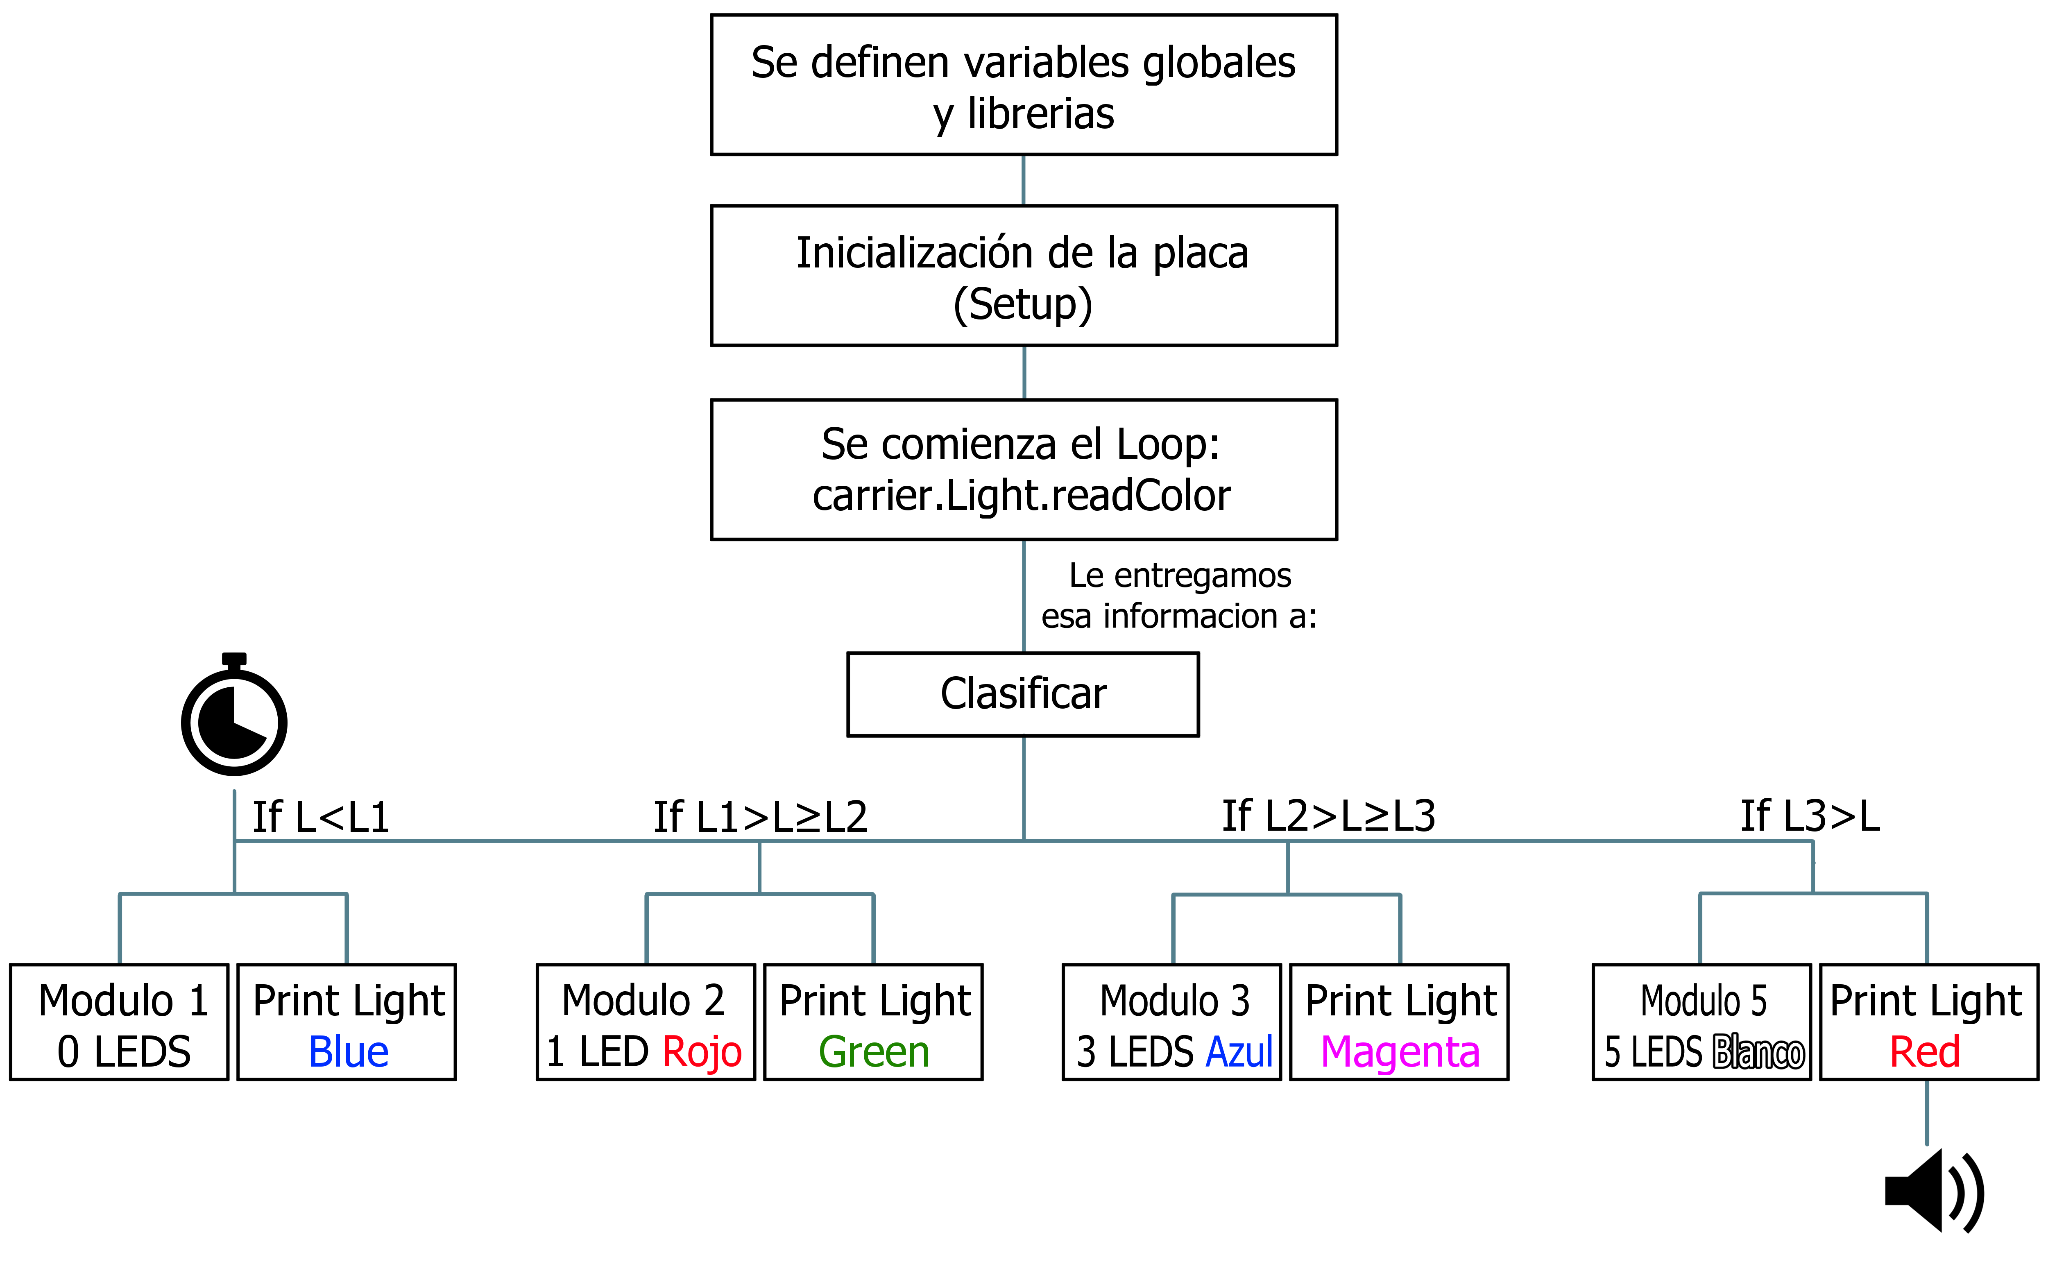 Se definen variables globales
y librerias
Inicialización de la placa
(Setup)
Se comienza el Loop:
carrier.Light.readColor
Le entregamos
esa informacion a:
Clasificar
If L<L1
If L1>L≥L2
If L2>L≥L3
If L3>L
Modulo 1
0 LEDS
Print Light
Blue
Modulo 2
1 LED Rojo
Print Light
Green
Modulo 3
3 LEDS Azul
Print Light
Magenta
Modulo 5
5 LEDS Blanco
Print Light
Red